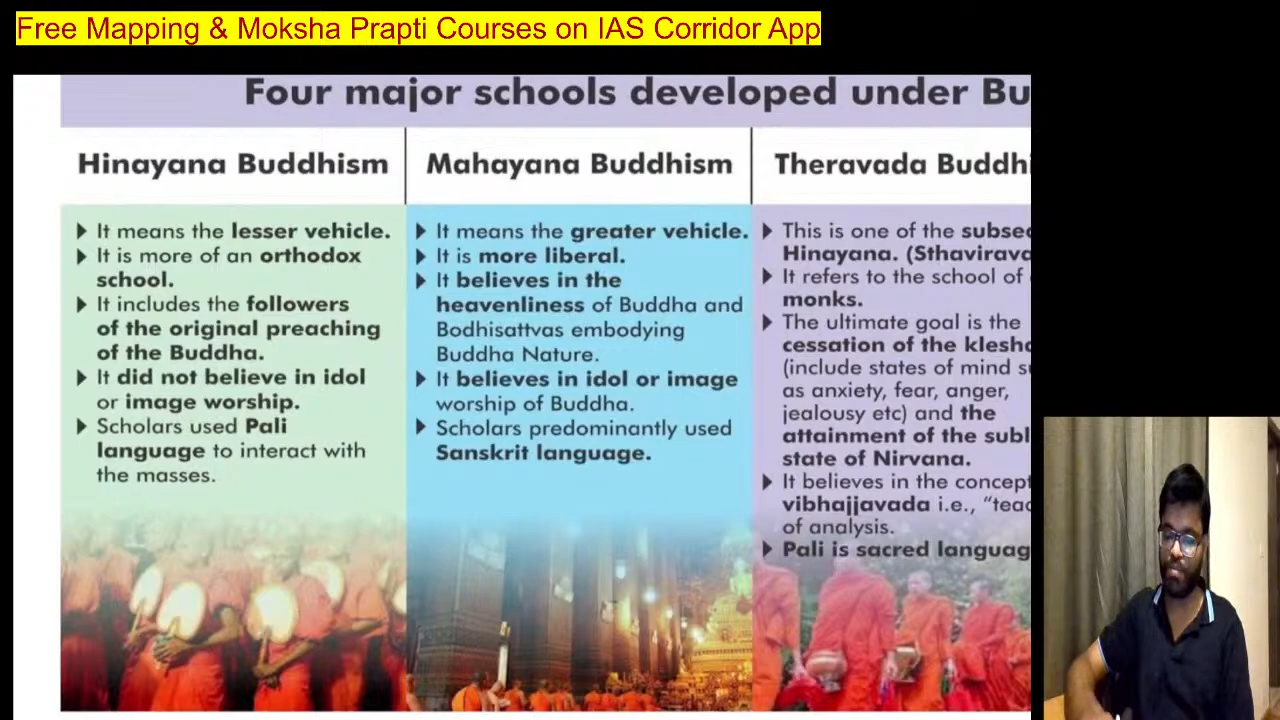 Free Mapping & Moksha Prapti Courses on IAS Corridor App
Four major schools developed under Bu
Hinayana Buddhism
It means the lesser vehicle.
It is more of an orthodox
school.
It includes the followers
of the original preaching
of the Buddha.
It did not believe in idol
or image worship.
Scholars used Pali
language to interact with
the masses.
Mahayana Buddhism
It means the greater vehicle.
It is more liberal.
It believes in the
heavenliness of Buddha and
Bodhisattvas embodying
Buddha Nature.
It believes in idol or image
worship of Buddha.
Scholars predominantly used
Sanskrit language.
Theravada Buddhi
This is one of the subsec
Hinayana. (Sthavirava
It refers to the school of
monks.
The ultimate goal is the
cessation of the klesh
(include states of mind s
as anxiety, fear, anger,
jealousy etc) and the
attainment of the subl
state of Nirvana.
It believes in the concept
vibhajjavada i.e., “teac
of analysis.
Pali is sacred languag